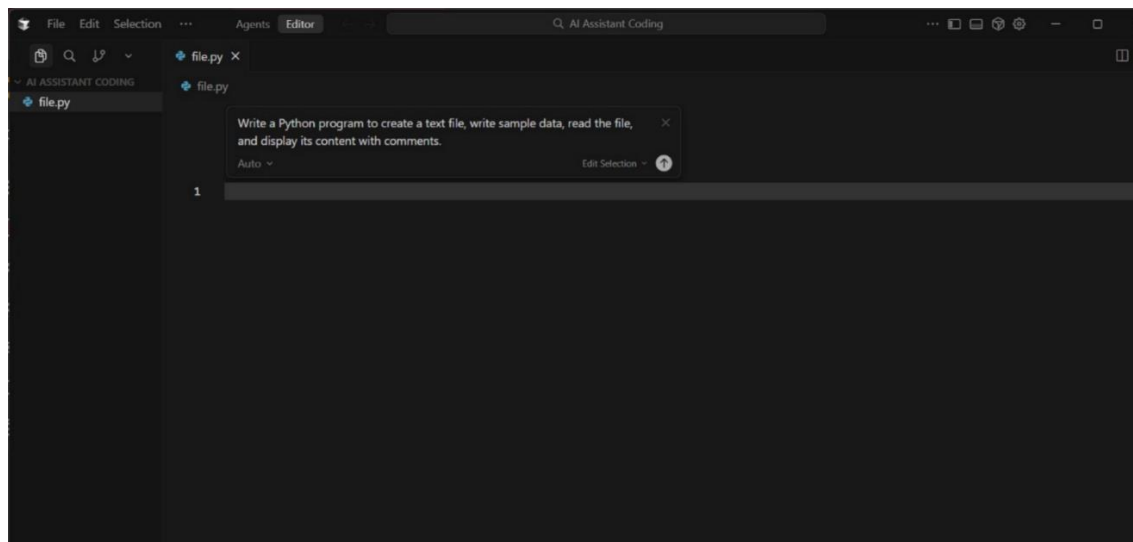 File Edit Selection ··· Agents Editor AI Assistant Coding ···
file.py
AI ASSISTANT CODING
file.py
file.py
Write a Python program to create a text file, write sample data, read the file,
and display its content with comments.
Auto Edit Selection
1